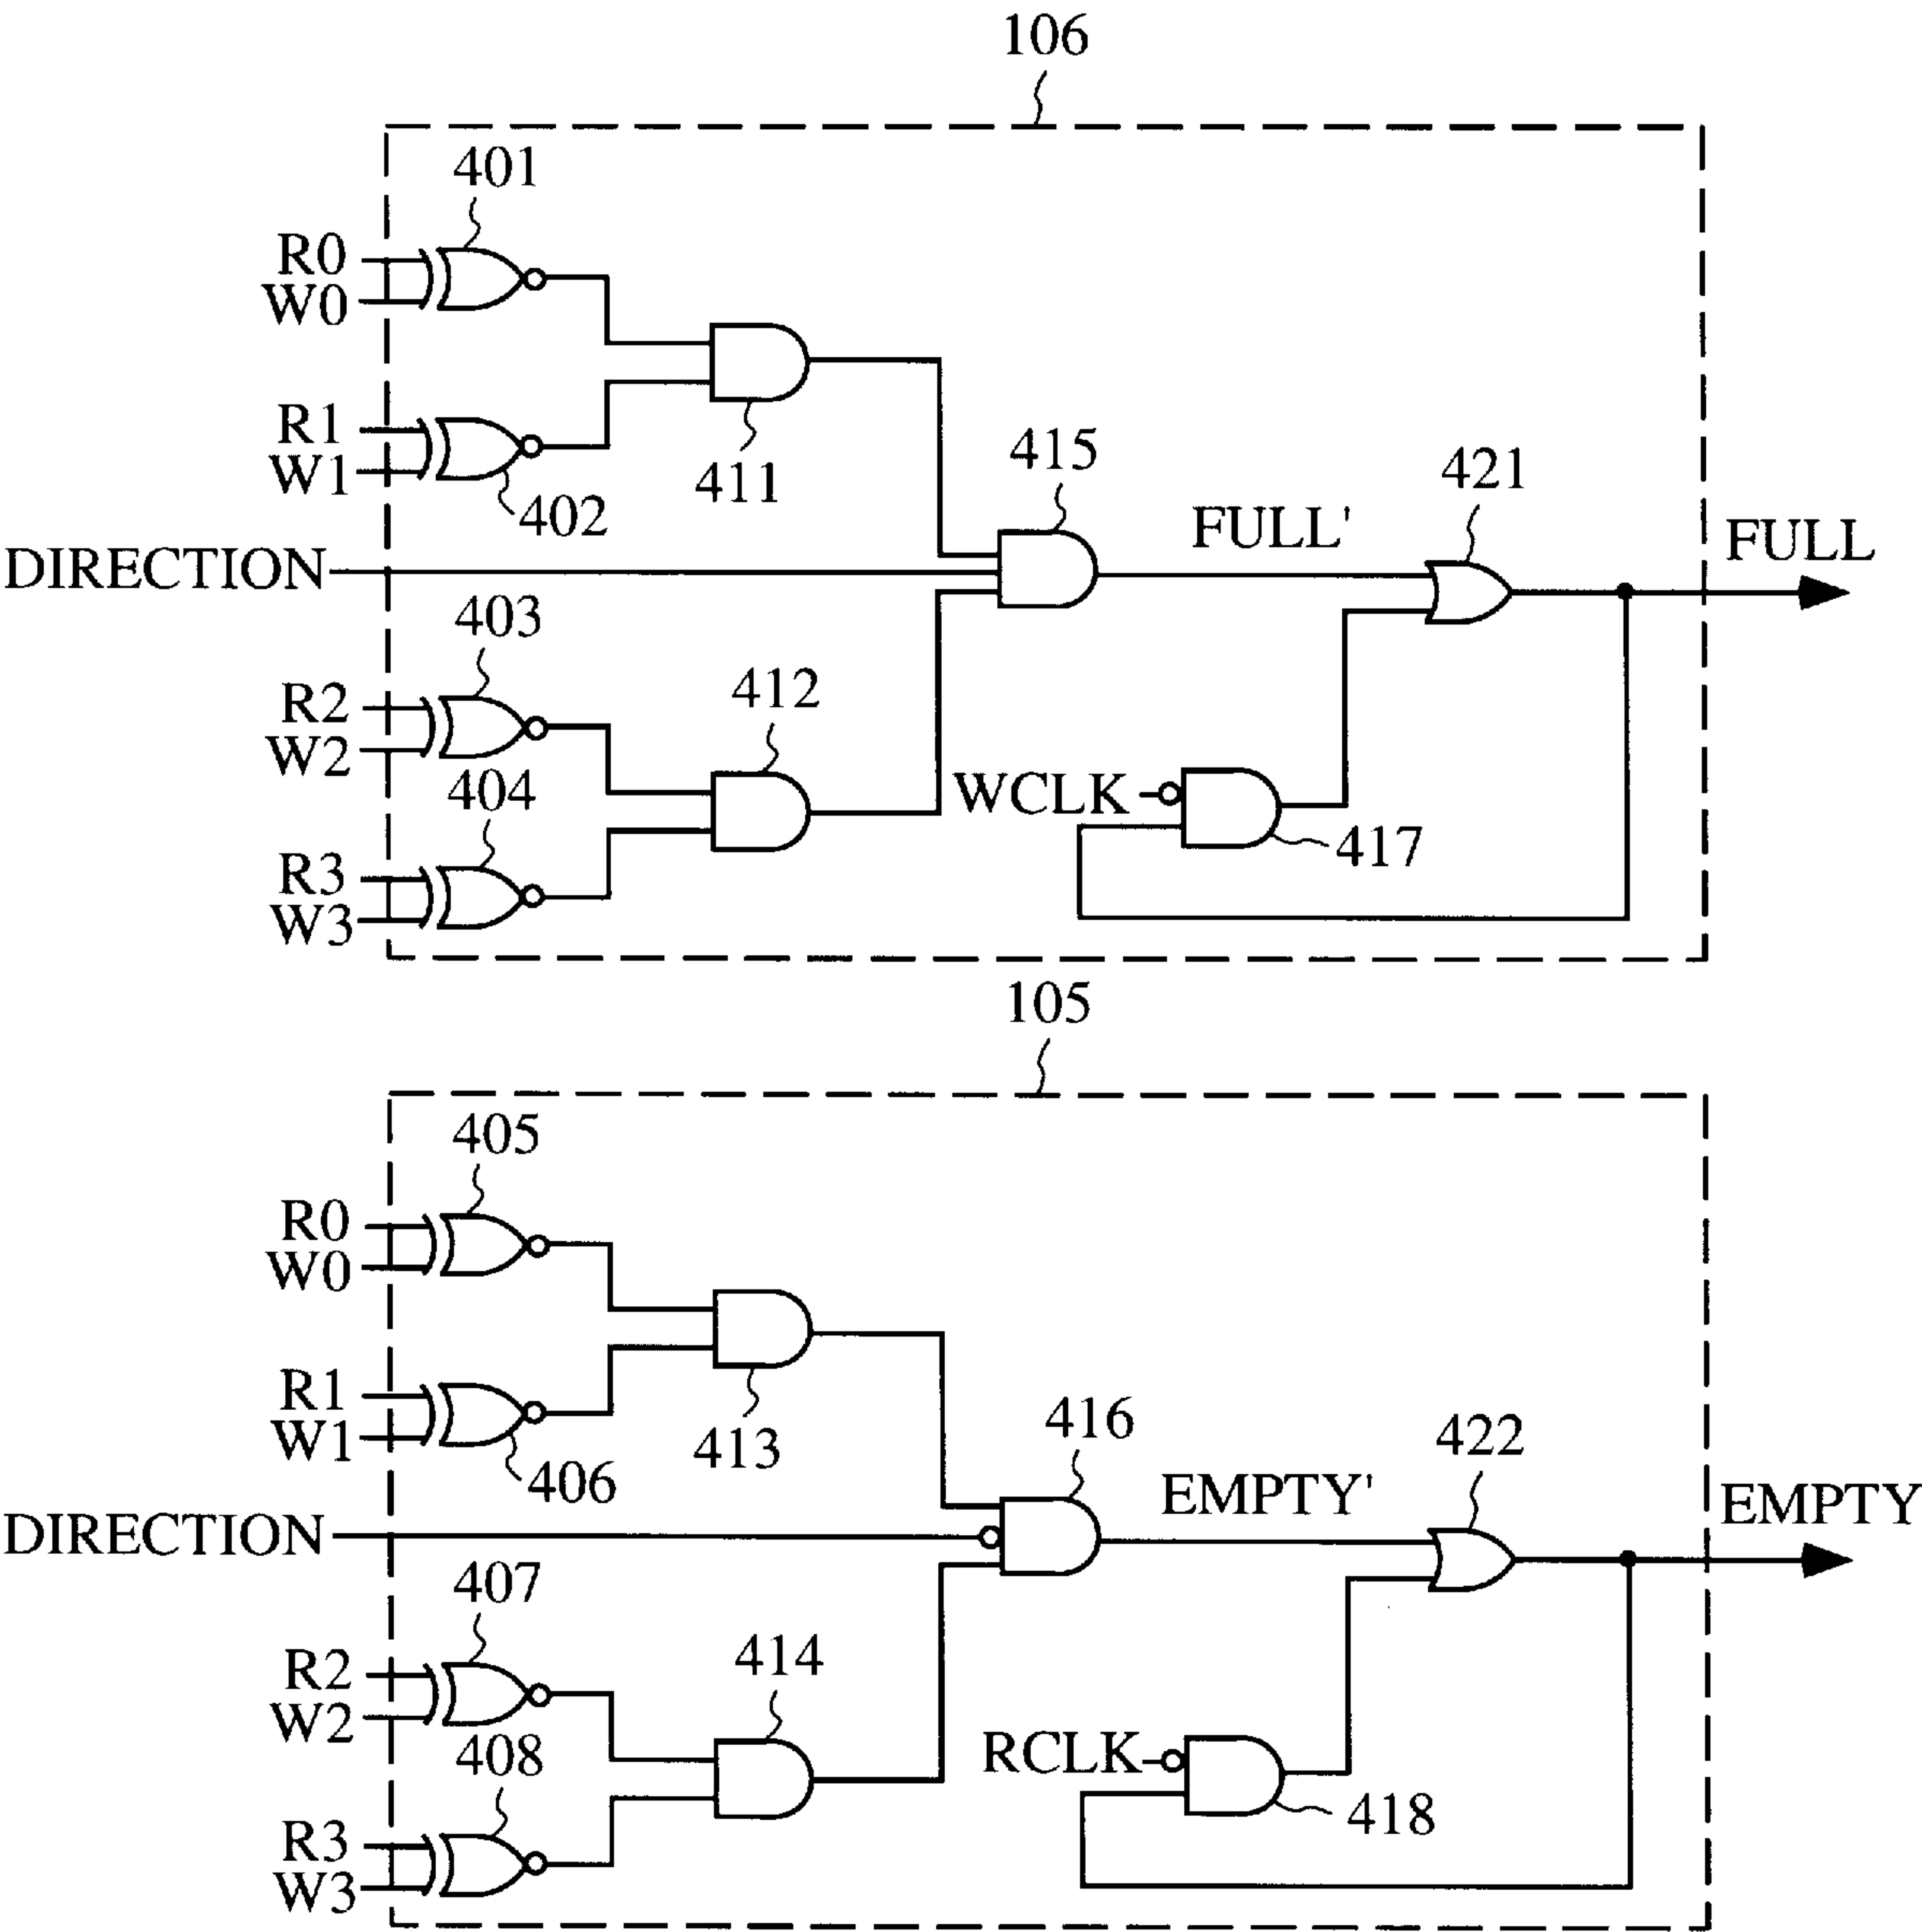 106
401
R0
W0
R1
W1
402
411
415
421
DIRECTION
FULL'
FULL
403
R2
W2
404
412
WCLK
417
R3
W3
105
405
R0
W0
R1
W1
406
413
416
422
DIRECTION
EMPTY'
EMPTY
407
R2
W2
408
414
RCLK
418
R3
W3